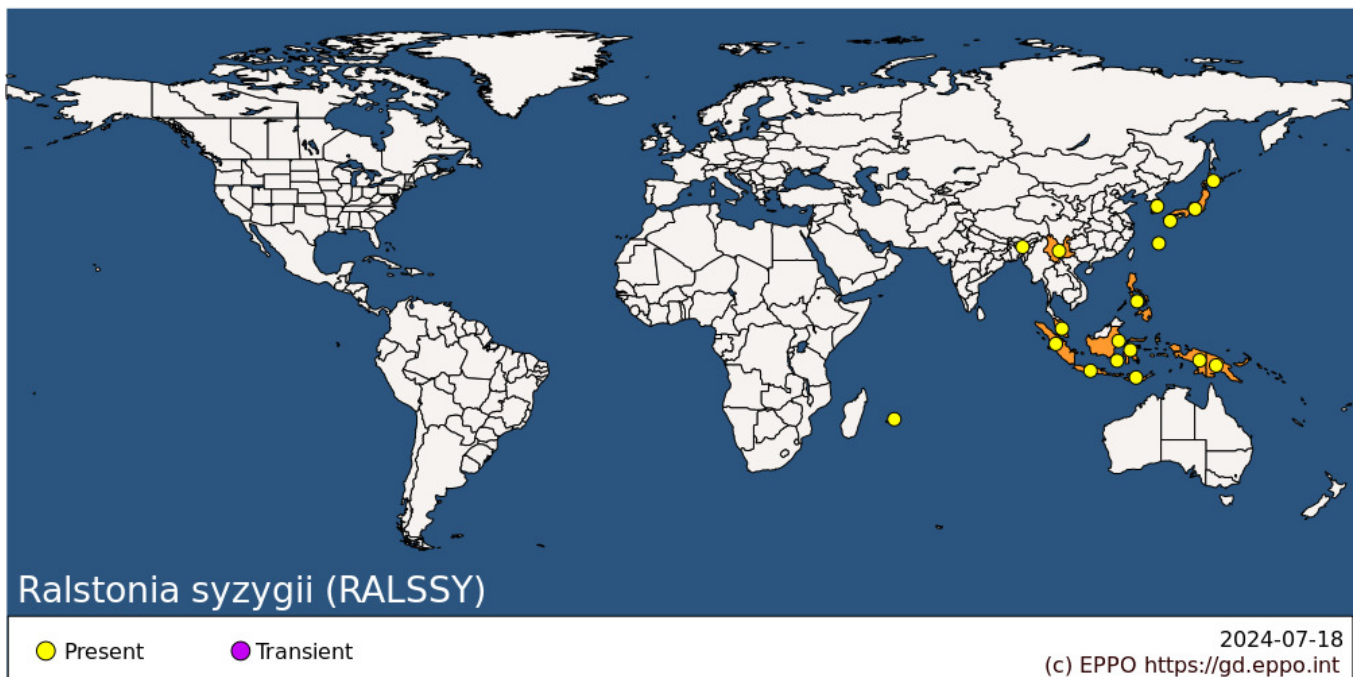 Ralstonia syzygii (RALSSY)
Present
Transient
2024-07-18
(c) EPPO https://gd.eppo.int